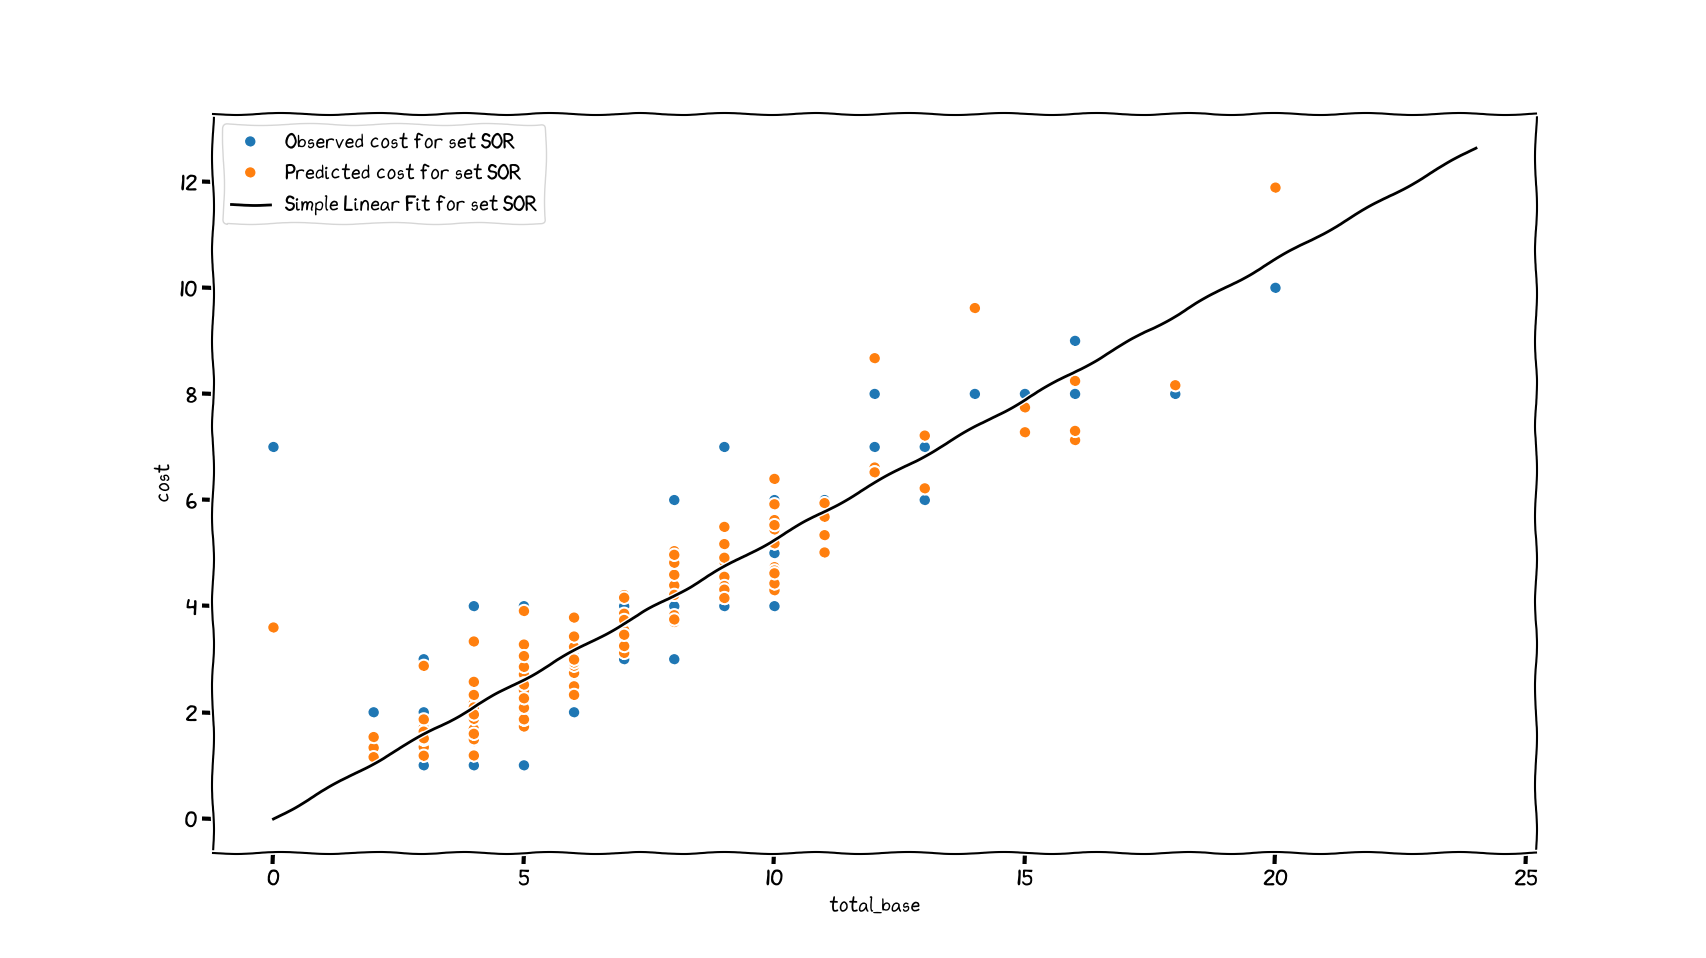 Observed cost for set SOR
Predicted cost for set SOR
Simple Linear Fit for set SOR
12
10
8
6
4
2
0
cost
0 5 10 15 20 25
total_base